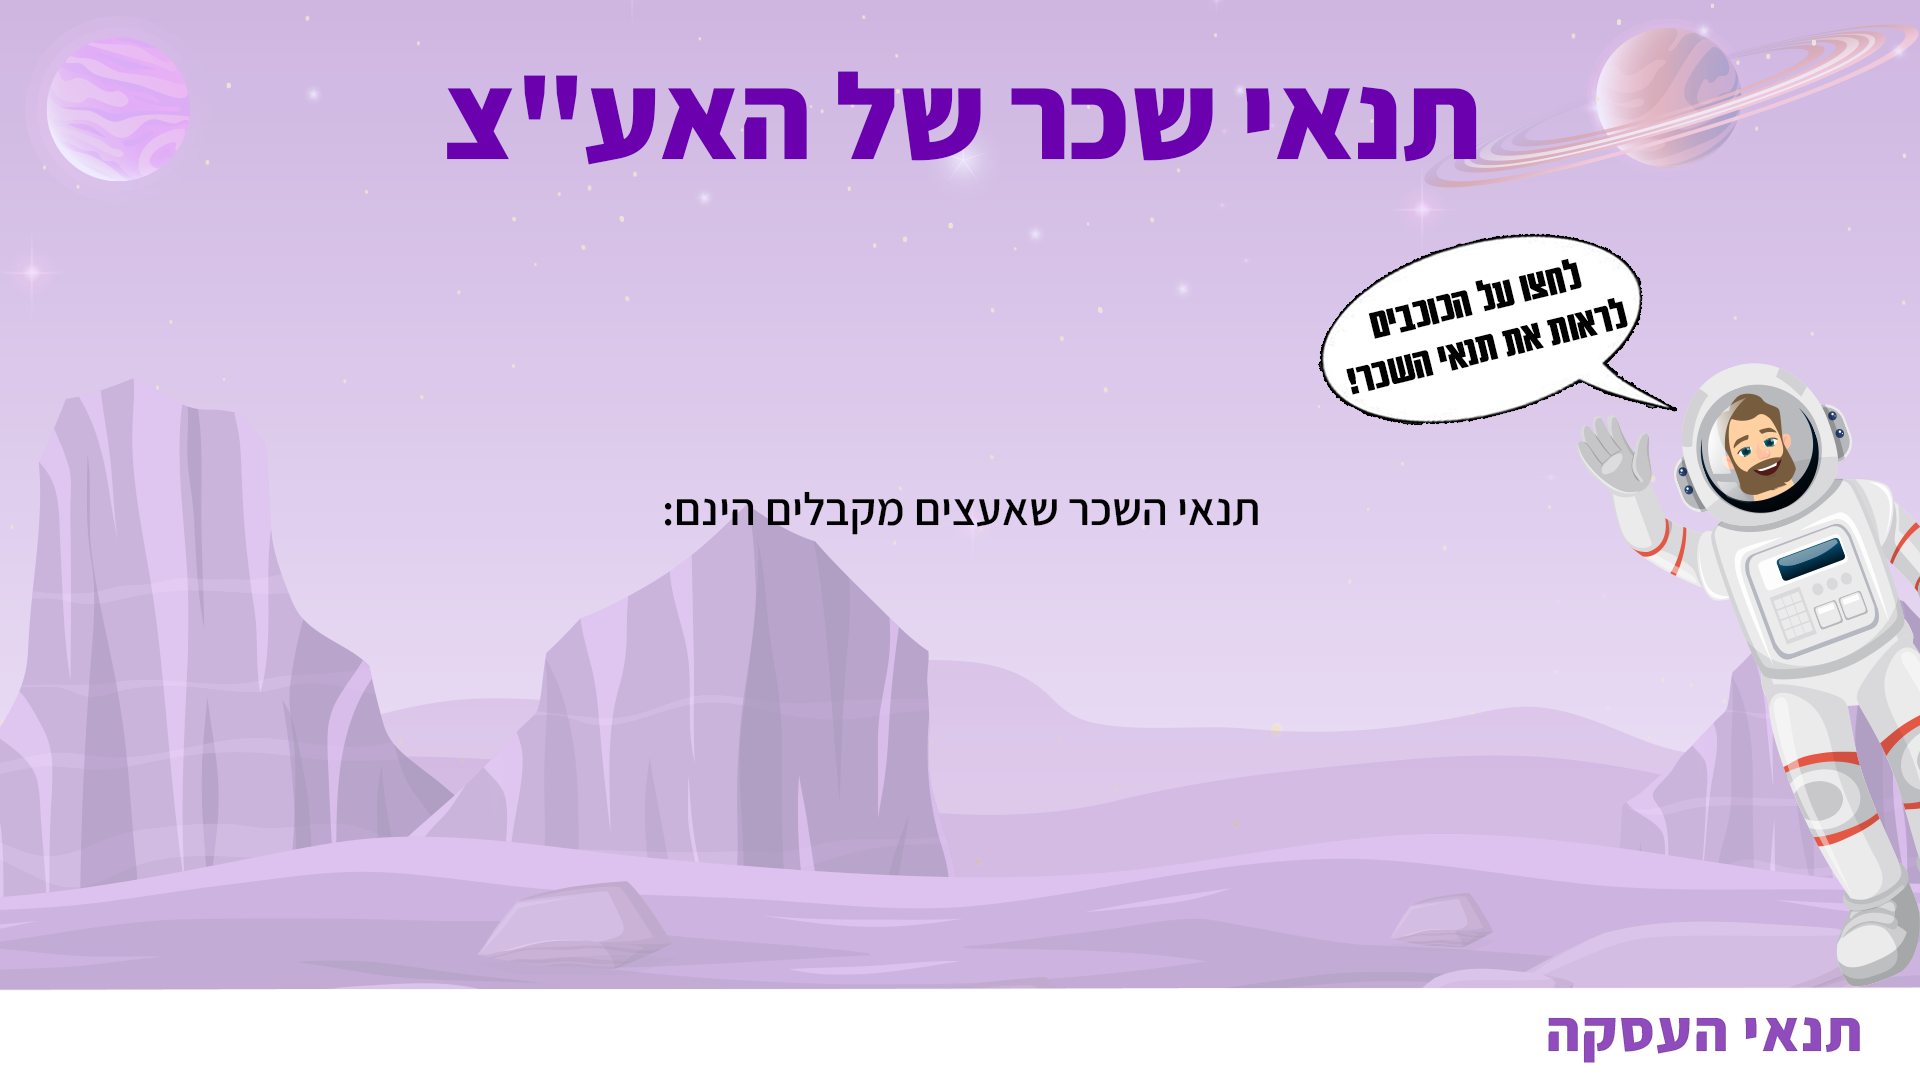 תנאי שכר של האע"צ
לחצו על הכוכבים
לראות את תנאי השכר!
תנאי השכר שאעצים מקבלים הינם:
תנאי העסקה